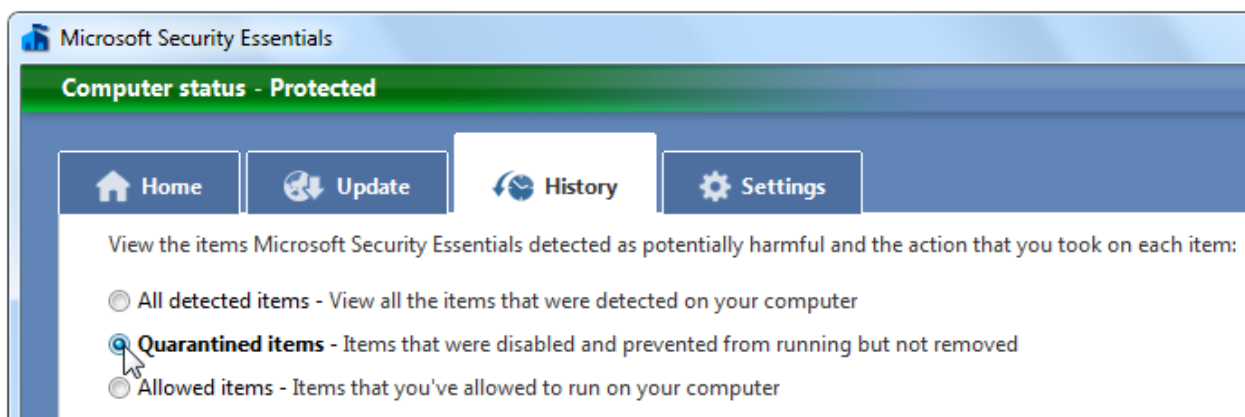 Microsoft Security Essentials
Computer status - Protected
Home Update History Settings
View the items Microsoft Security Essentials detected as potentially harmful and the action that you took on each item:
All detected items - View all the items that were detected on your computer
Quarantined items - Items that were disabled and prevented from running but not removed
Allowed items - Items that you've allowed to run on your computer